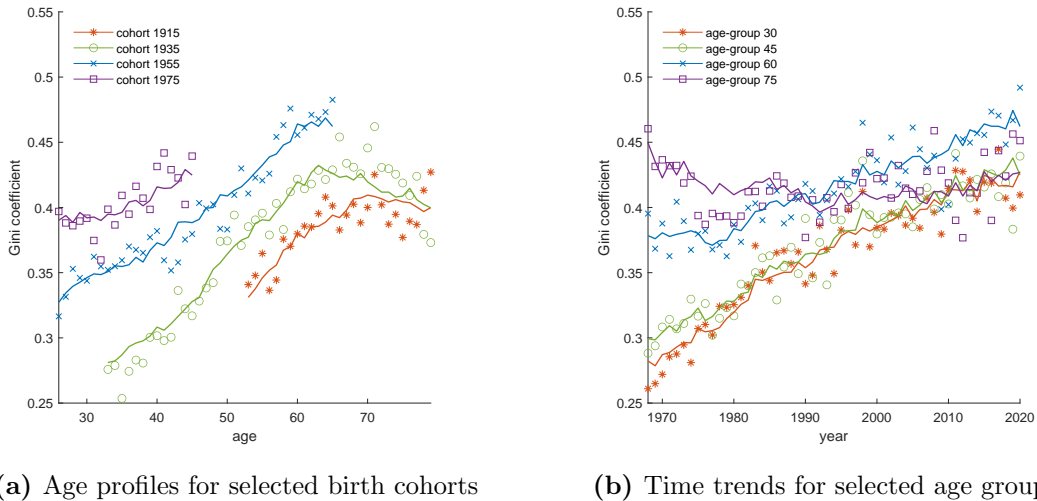 0.55
0.5
0.45
0.4
0.35
0.3
0.25
Gini coefficient
cohort 1915
cohort 1935
cohort 1955
cohort 1975
30 40 50 60 70
age
(a) Age profiles for selected birth cohorts
0.55
0.5
0.45
0.4
0.35
0.3
0.25
Gini coefficient
age-group 30
age-group 45
age-group 60
age-group 75
1970 1980 1990 2000 2010 2020
year
(b) Time trends for selected age group